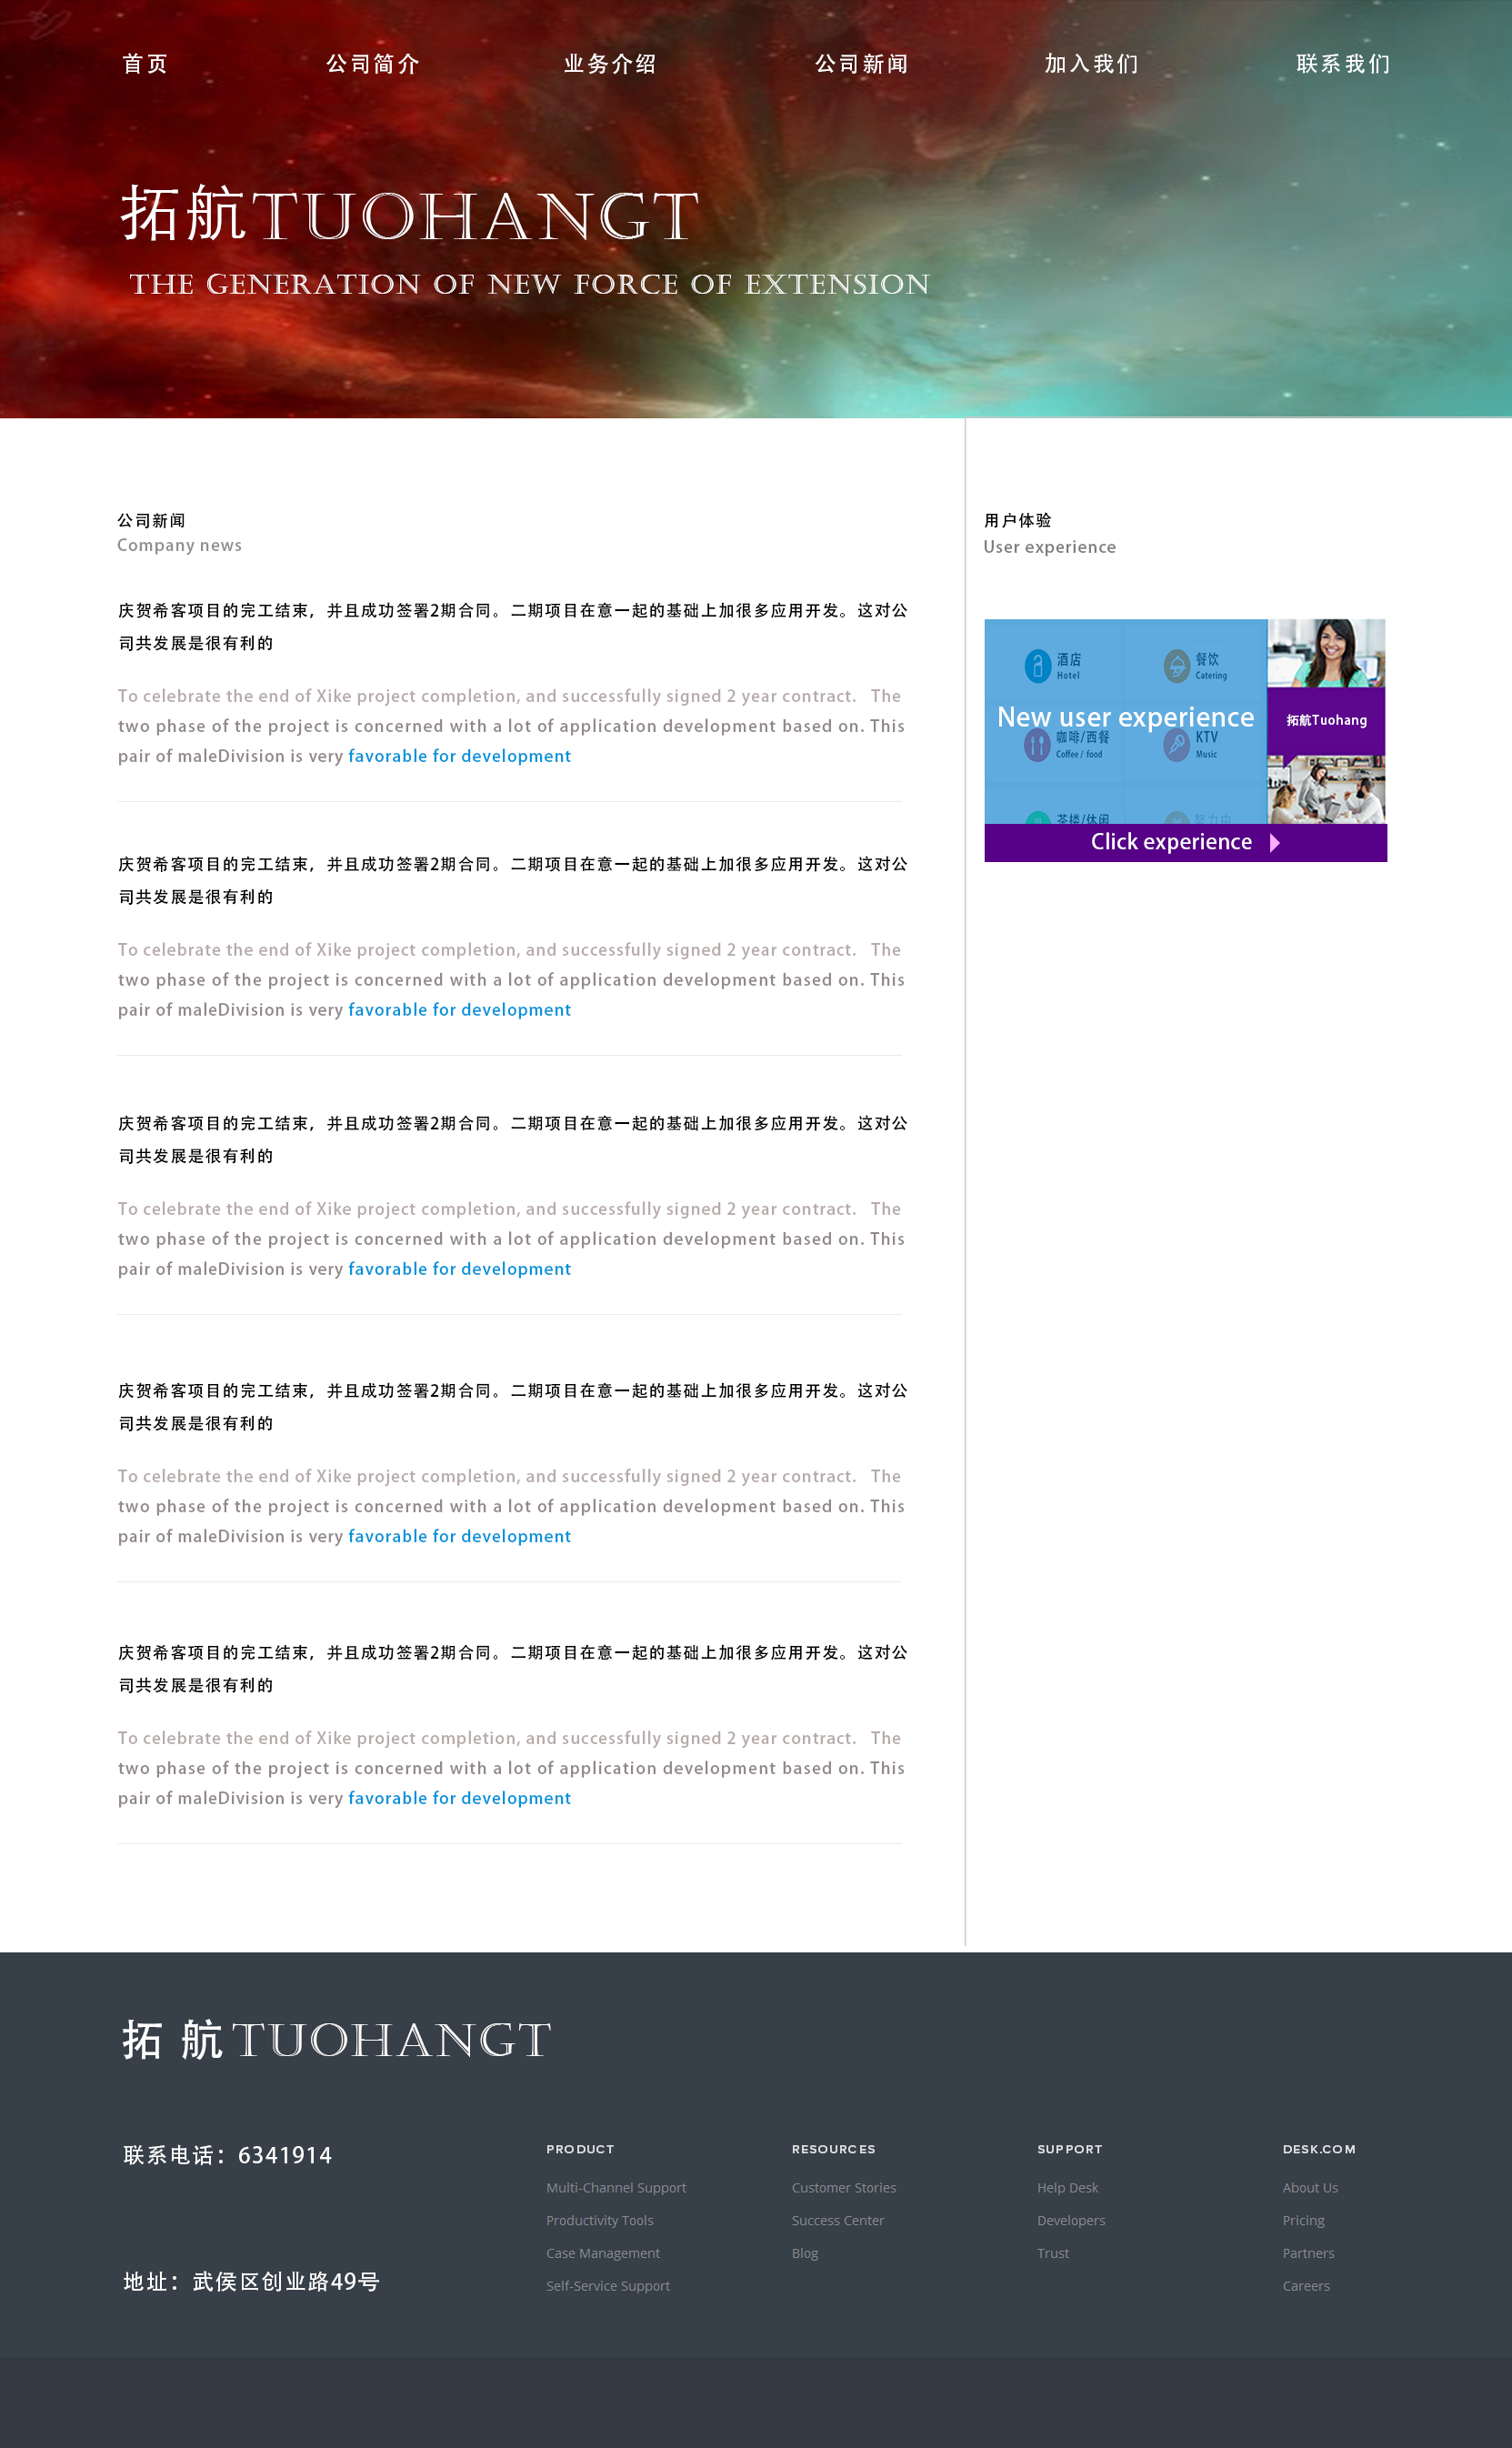 首页 公司简介 业务介绍 公司新闻 加入我们 联系我们
拓航TUOHANGT
THE GENERATION OF NEW FORCE OF EXTENSION
公司新闻
Company news
庆贺希客项目的完工结束，并且成功签署2期合同。二期项目在意一起的基础上加很多应用开发。这对公
司共发展是很有利的
To celebrate the end of Xike project completion, and successfully signed 2 year contract. The
two phase of the project is concerned with a lot of application development based on. This
pair of maleDivision is very favorable for development
庆贺希客项目的完工结束，并且成功签署2期合同。二期项目在意一起的基础上加很多应用开发。这对公
司共发展是很有利的
To celebrate the end of Xike project completion, and successfully signed 2 year contract. The
two phase of the project is concerned with a lot of application development based on. This
pair of maleDivision is very favorable for development
庆贺希客项目的完工结束，并且成功签署2期合同。二期项目在意一起的基础上加很多应用开发。这对公
司共发展是很有利的
To celebrate the end of Xike project completion, and successfully signed 2 year contract. The
two phase of the project is concerned with a lot of application development based on. This
pair of maleDivision is very favorable for development
庆贺希客项目的完工结束，并且成功签署2期合同。二期项目在意一起的基础上加很多应用开发。这对公
司共发展是很有利的
To celebrate the end of Xike project completion, and successfully signed 2 year contract. The
two phase of the project is concerned with a lot of application development based on. This
pair of maleDivision is very favorable for development
庆贺希客项目的完工结束，并且成功签署2期合同。二期项目在意一起的基础上加很多应用开发。这对公
司共发展是很有利的
To celebrate the end of Xike project completion, and successfully signed 2 year contract. The
two phase of the project is concerned with a lot of application development based on. This
pair of maleDivision is very favorable for development
用户体验
User experience
酒店 餐饮
Hotel Catering
New user experience
拓航Tuohang
咖啡/西餐 KTV
Coffee / food Music
茶楼/休闲 努力中
Click experience
拓 航 TUOHANGT
联系电话：6341914
地址：武侯区创业路49号
PRODUCT
Multi-Channel Support
Productivity Tools
Case Management
Self-Service Support
RESOURCES
Customer Stories
Success Center
Blog
SUPPORT
Help Desk
Developers
Trust
DESK.COM
About Us
Pricing
Partners
Careers